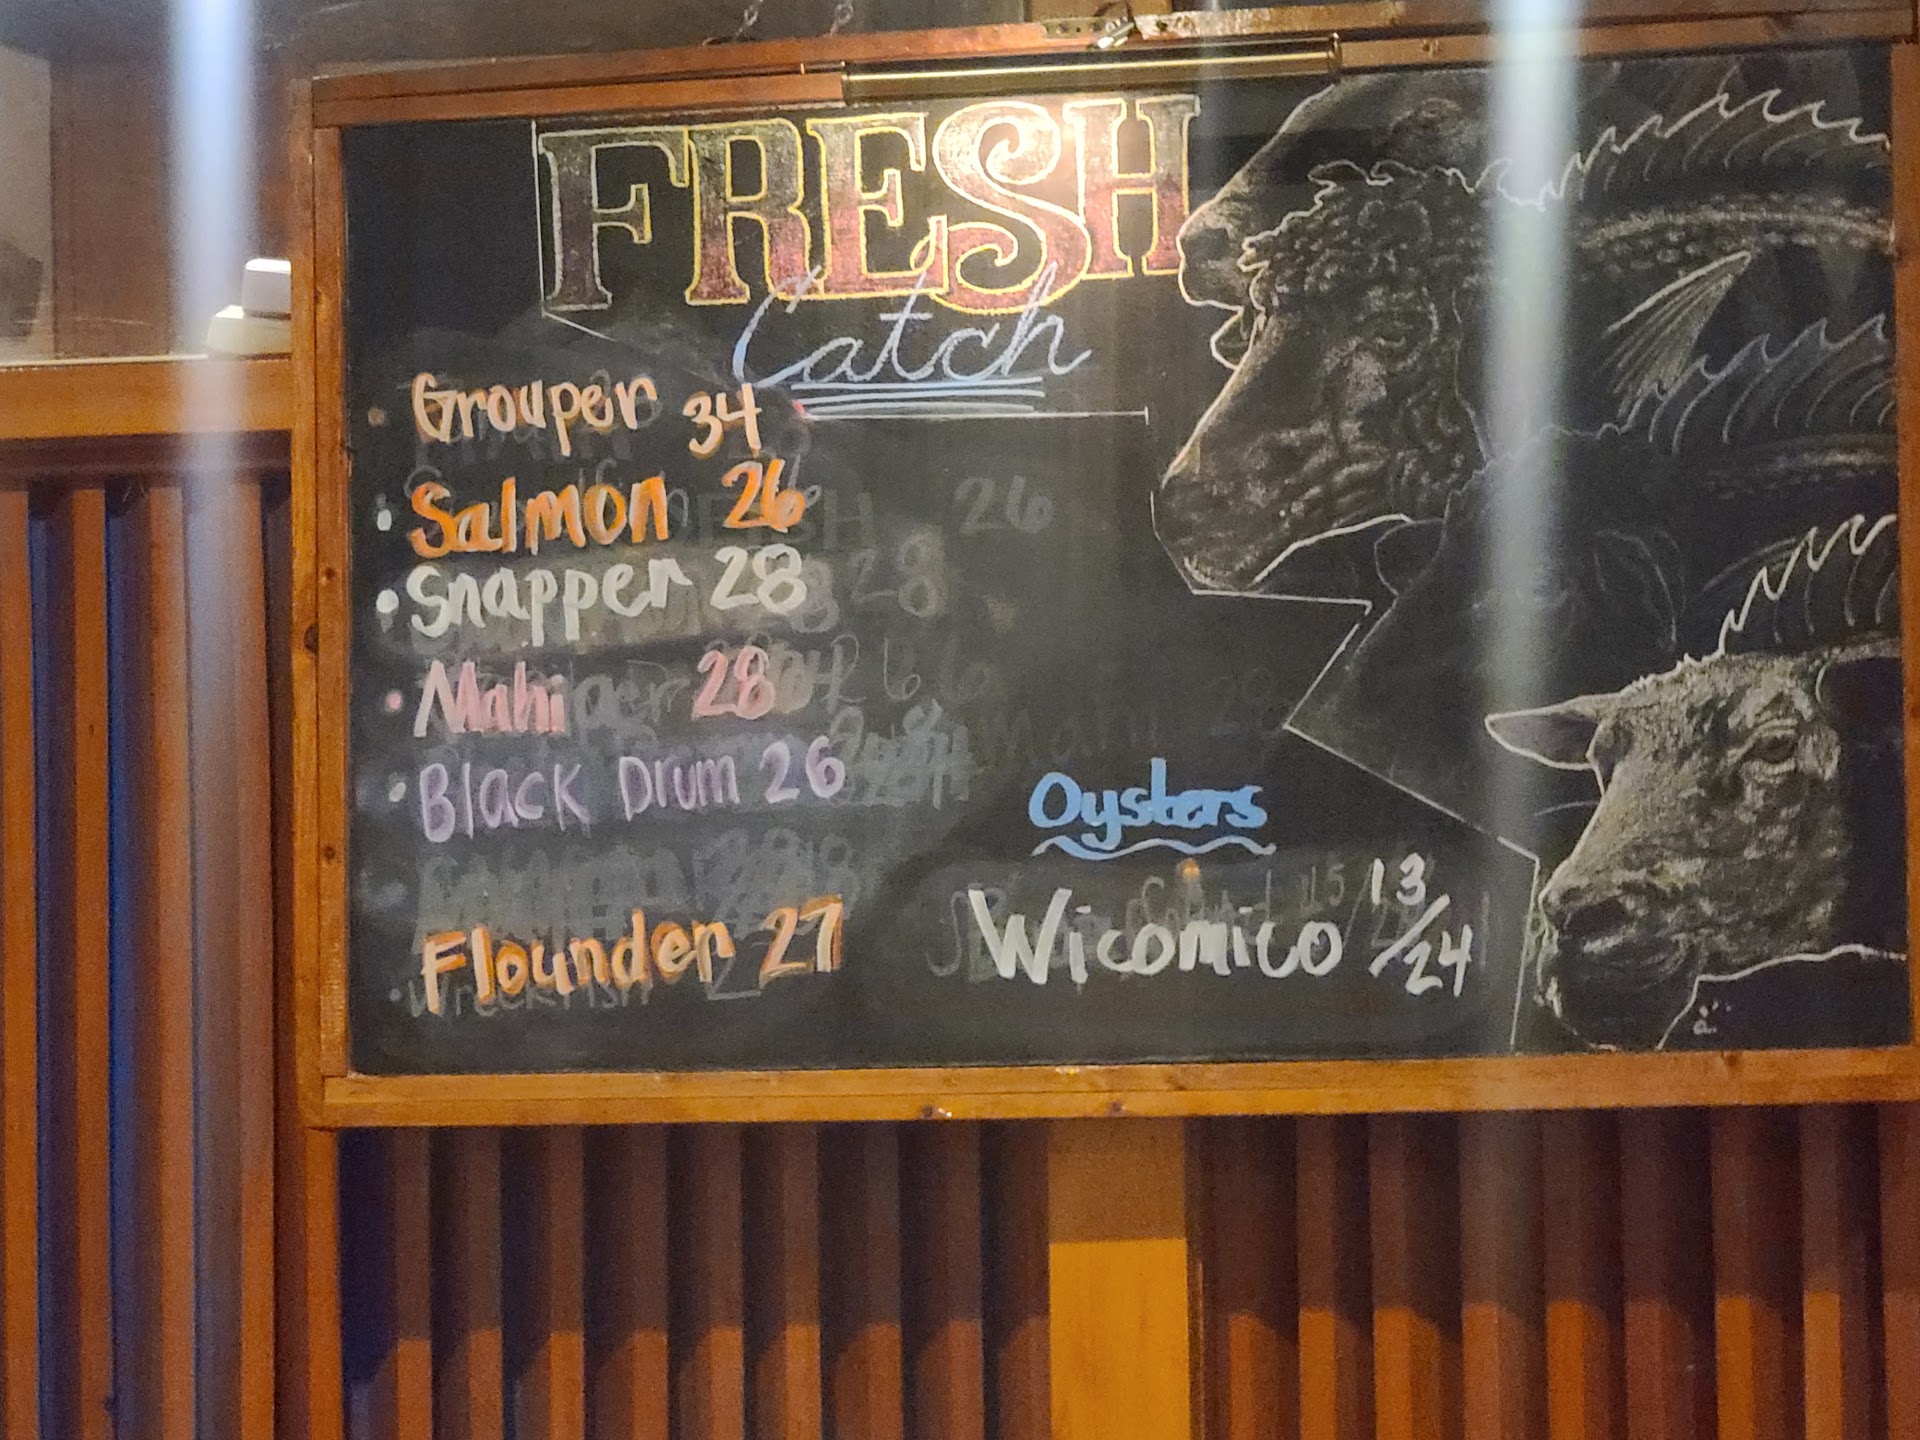 FRESH
Catch
• Grouper 34
• Salmon 26
• Snapper 28
• Mahi 28
• Black Drum 26
Flounder 27
Oysters
Wicomico 13/24